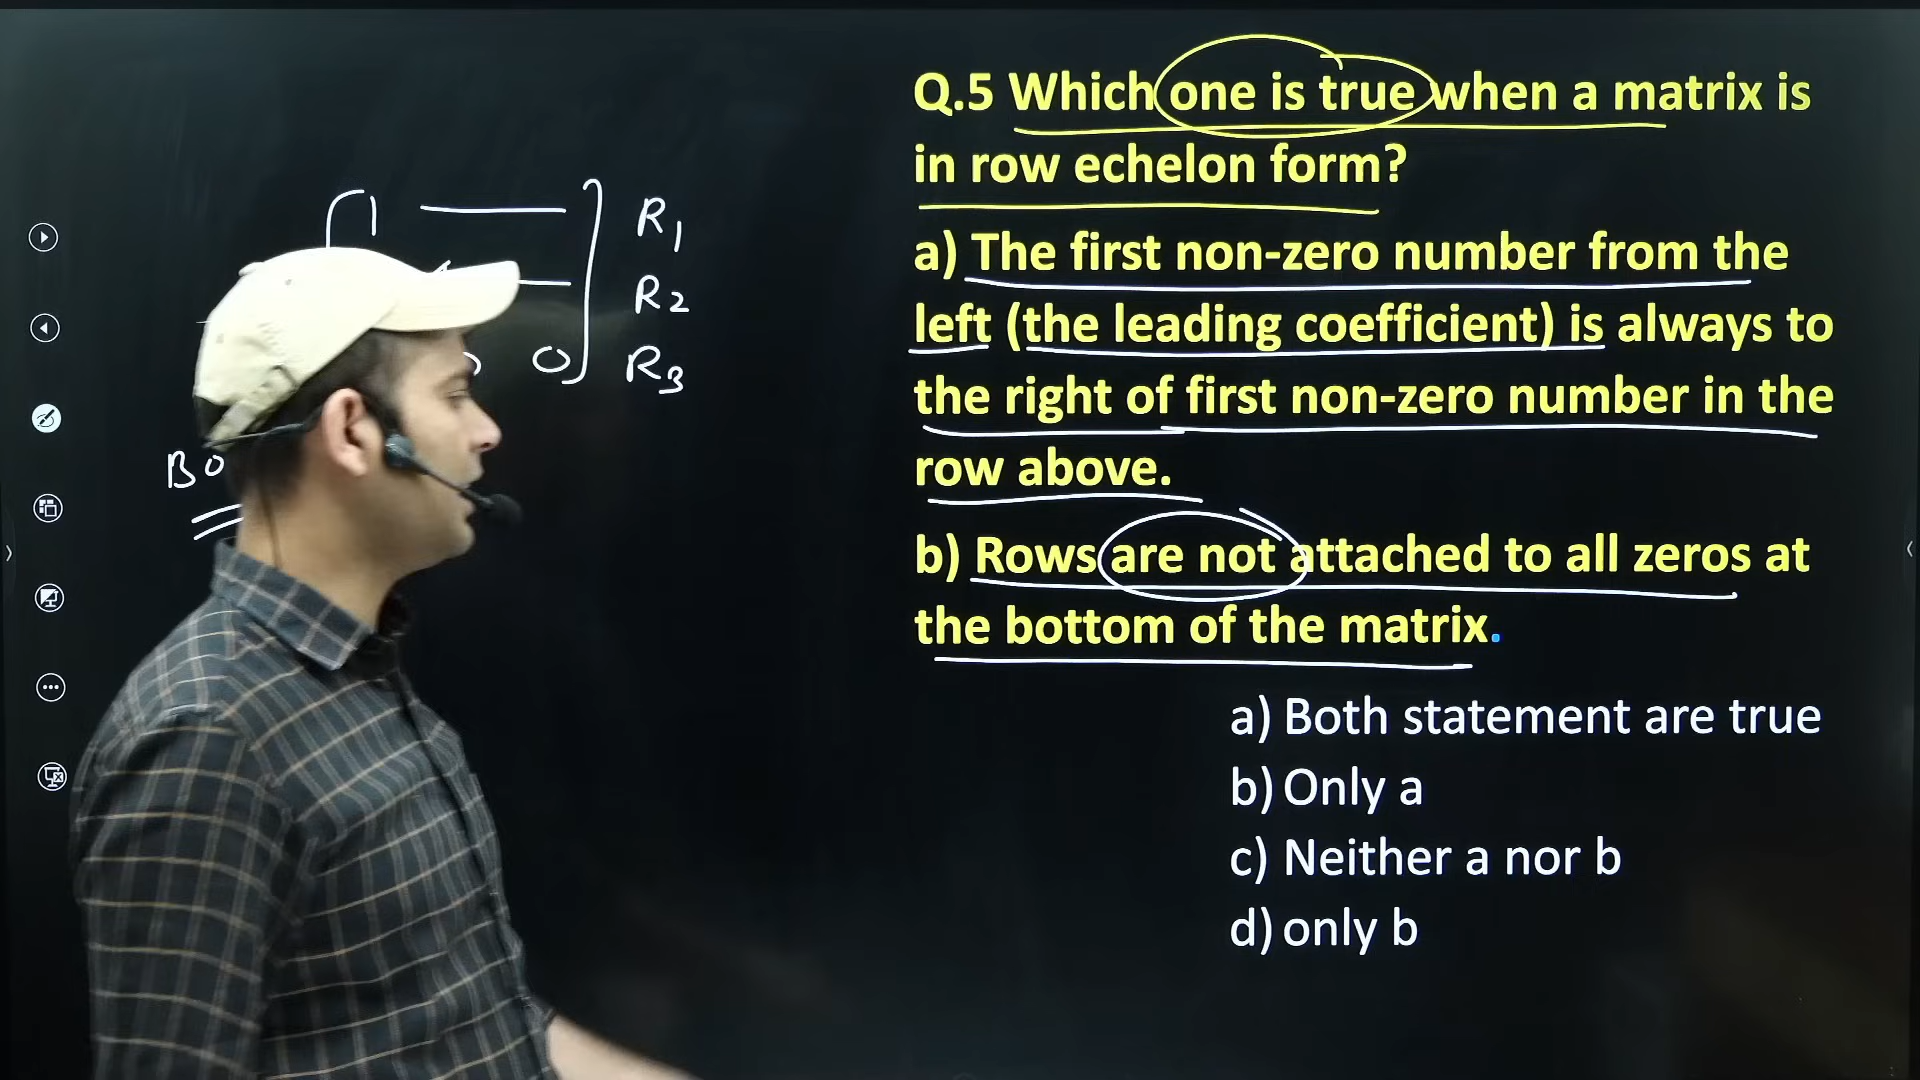 Q.5 Which one is true when a matrix is
in row echelon form?
a) The first non-zero number from the
left (the leading coefficient) is always to
the right of first non-zero number in the
row above.
b) Rows are not attached to all zeros at
the bottom of the matrix.
a) Both statement are true
b) Only a
c) Neither a nor b
d) only b
1 R1
R2
0 R3